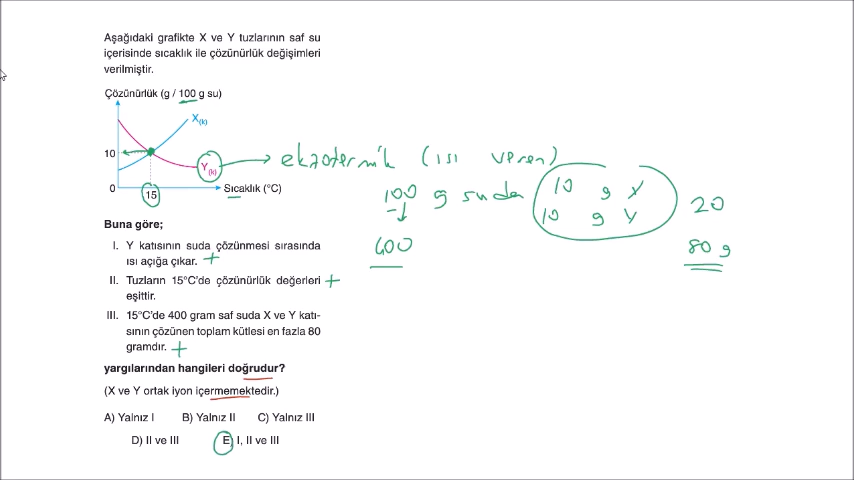 Aşağıdaki grafikte X ve Y tuzlarının saf su
içerisinde sıcaklık ile çözünürlük değişimleri
verilmiştir.
Çözünürlük (g / 100 g su)
X(k)
10
Y(k)
0
15
Sıcaklık (°C)
ekzotermik (ısı veren)
100 g suda 10 g X
10 g Y
20
400
80 g
Buna göre;
I. Y katısının suda çözünmesi sırasında
ısı açığa çıkar. +
II. Tuzların 15°C'de çözünürlük değerleri +
eşittir.
III. 15°C'de 400 gram saf suda X ve Y katı-
sının çözünen toplam kütlesi en fazla 80
gramdır. +
yargılarından hangileri doğrudur?
(X ve Y ortak iyon içermemektedir.)
A) Yalnız I B) Yalnız II C) Yalnız III
D) II ve III E) I, II ve III